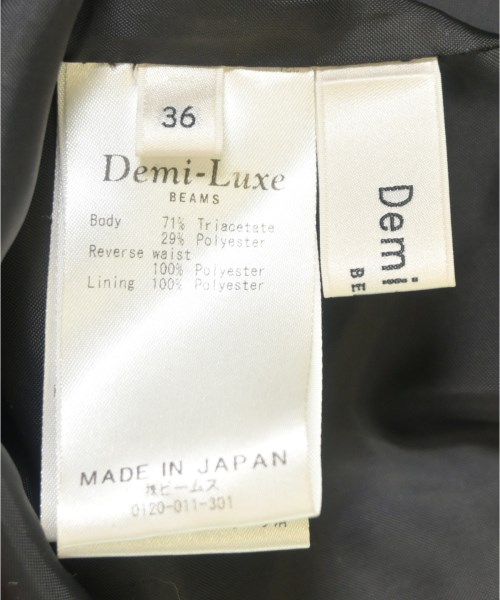 36
Demi-Luxe
BEAMS
Body 71% Triacetate
29% Polyester
Reverse waist
100% Polyester
Lining 100% Polyester
MADE IN JAPAN
㈱ビームス
0120-011-301
Demi
BE